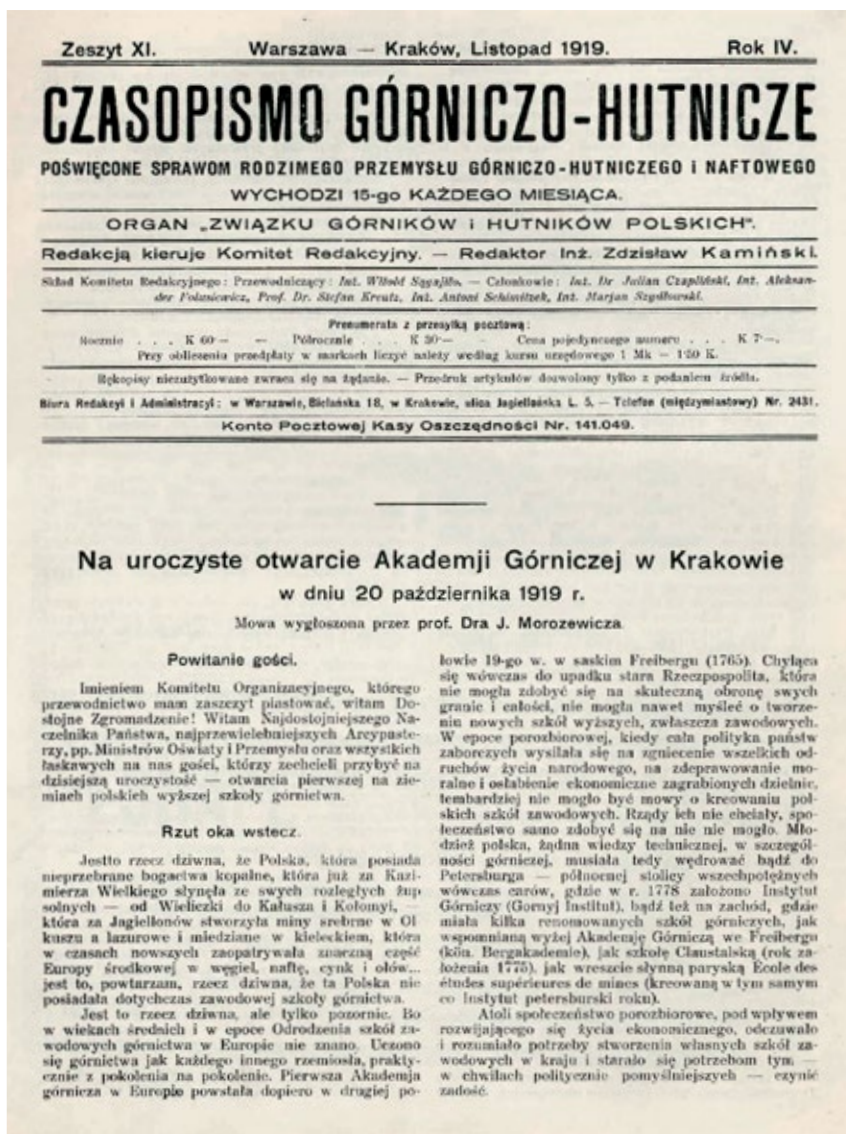 Zeszyt XI. Warszawa — Kraków, Listopad 1919. Rok IV.
CZASOPISMO GÓRNICZO-HUTNICZE
POŚWIĘCONE SPRAWOM RODZIMEGO PRZEMYSŁU GÓRNICZO-HUTNICZEGO i NAFTOWEGO
WYCHODZI 15-go KAŻDEGO MIESIĄCA.
ORGAN „ZWIĄZKU GÓRNIKÓW i HUTNIKÓW POLSKICH“.
Redakcją kieruje Komitet Redakcyjny. — Redaktor Inż. Zdzisław Kamiński.
Skład Komitetu Redakcyjnego: Przewodniczący: Inż. Witold Sągajłło, — Członkowie: Inż. Dr Julian Czapliński, Inż. Aleksan-
der Polusiewicz, Prof. Dr. Stefan Kreutz, Inż. Antoni Schimitzek, Inż. Marjan Szydłowski.
Prenumerata z przesyłką pocztową:
Rocznie . . . K 60·— — Półrocznie . . . K 30·— · Cena pojedynczego numeru . . . K 7·—.
Przy obliczeniu przedpłaty w markach liczyć należy według kursu urzędowego 1 Mk — 1·50 K.
Rękopisy niezużytkowane zwraca się na żądanie. — Przedruk artykułów dozwolony tylko z podaniem źródła.
Biura Redakcyi i Administracyi: w Warszawie, Bielańska 18, w Krakowie, ulica Jagiellońska L. 5. — Telefon (międzymiastowy) Nr. 2431.
Konto Pocztowej Kasy Oszczędności Nr. 141.049.
Na uroczyste otwarcie Akademji Górniczej w Krakowie
w dniu 20 października 1919 r.
Mowa wygłoszona przez prof. Dra J. Morozewicza
Powitanie gości.
Imieniem Komitetu Organizacyjnego, którego
przewodnictwo mam zaszczyt piastować, witam Do-
stojne Zgromadzenie! Witam Najdostojniejszego Na-
czelnika Państwa, najprzewielebniejszych Arcypaste-
rzy, pp. Ministrów Oświaty i Przemysłu oraz wszystkich
łaskawych na nas gości, którzy zechcieli przybyć na
dzisiejszą uroczystość — otwarcia pierwszej na zie-
miach polskich wyższej szkoły górnictwa.
Rzut oka wstecz.
Jestto rzecz dziwna, że Polska, która posiada
nieprzebrane bogactwa kopalne, która już za Kazi-
mierza Wielkiego słynęła ze swych rozległych żup
solnych — od Wieliczki do Kałusza i Kołomyi, —
która za Jagiellonów stworzyła miny srebrne w Ol
kuszu a lazurowe i miedziane w kieleckiem, która
w czasach nowszych zaopatrywała znaczną część
Europy środkowej w węgiel, naftę, cynk i ołów...
jest to, powtarzam, rzecz dziwna, że ta Polska nie
posiadała dotychczas zawodowej szkoły górnictwa.
Jest to rzecz dziwna, ale tylko pozornie. Bo
w wiekach średnich i w epoce Odrodzenia szkół za-
wodowych górnictwa w Europie nie znano. Uczono
się górnictwa jak każdego innego rzemiosła, prakty-
cznie z pokolenia na pokolenie. Pierwsza Akademja
górnicza w Europie powstała dopiero w drugiej po-
łowie 19-go w. w saskim Freibergu (1765). Chyląca
się wówczas do upadku stara Rzeczpospolita, która
nie mogła zdobyć się na skuteczną obronę swych
granic i całości, nie mogła nawet myśleć o tworze-
niu nowych szkół wyższych, zwłaszcza zawodowych.
W epoce porozbiorowej, kiedy cała polityka państw
zaborczych wysilała się na zgniecenie wszelkich od-
ruchów życia narodowego, na zdeprawowanie mo-
ralne i osłabienie ekonomiczne zagrabionych dzielnic,
tembardziej nie mogło być mowy o kreowaniu pol-
skich szkół zawodowych. Rządy ich nie chciały, spo-
łeczeństwo samo zdobyć się na nie nie mogło. Mło-
dzież polska, żądna wiedzy technicznej, w szczegól-
ności górniczej, musiała tedy wędrować bądź do
Petersburga — północnej stolicy wszechpotężnych
wówczas carów, gdzie w r. 1778 założono Instytut
Górniczy (Gornyj Institut), bądź też na zachód, gdzie
miała kilka renomowanych szkół górniczych, jak
wspomnianą wyżej Akademję Górniczą we Freibergu
(kön. Bergakademie), jak szkołę Claustalską (rok za-
łożenia 1775), jak wreszcie słynną paryską École des
études supérieures de mines (kreowaną w tym samym
co Instytut petersburski roku).
Atoli społeczeństwo porozbiorowe, pod wpływem
rozwijającego się życia ekonomicznego, odczuwało
i rozumiało potrzebę stworzenia własnych szkół za-
wodowych w kraju i starało się potrzebom tym —
w chwilach politycznie pomyślniejszych — czynić
zadość.